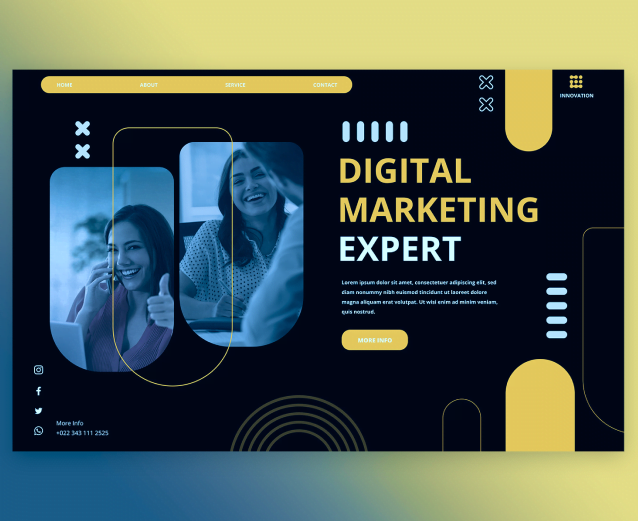 HOME ABOUT SERVICE CONTACT
INNOVATION
DIGITAL
MARKETING
EXPERT
Lorem ipsum dolor sit amet, consectetuer adipiscing elit, sed
diam nonummy nibh euismod tincidunt ut laoreet dolore
magna aliquam erat volutpat. Ut wisi enim ad minim veniam,
quis nostrud.
MORE INFO
More Info
+022 343 111 2525